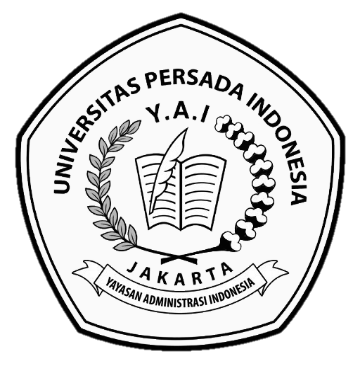 UNIVERSITAS PERSADA INDONESIA
Y.A.I
JAKARTA
YAYASAN ADMINISTRASI INDONESIA